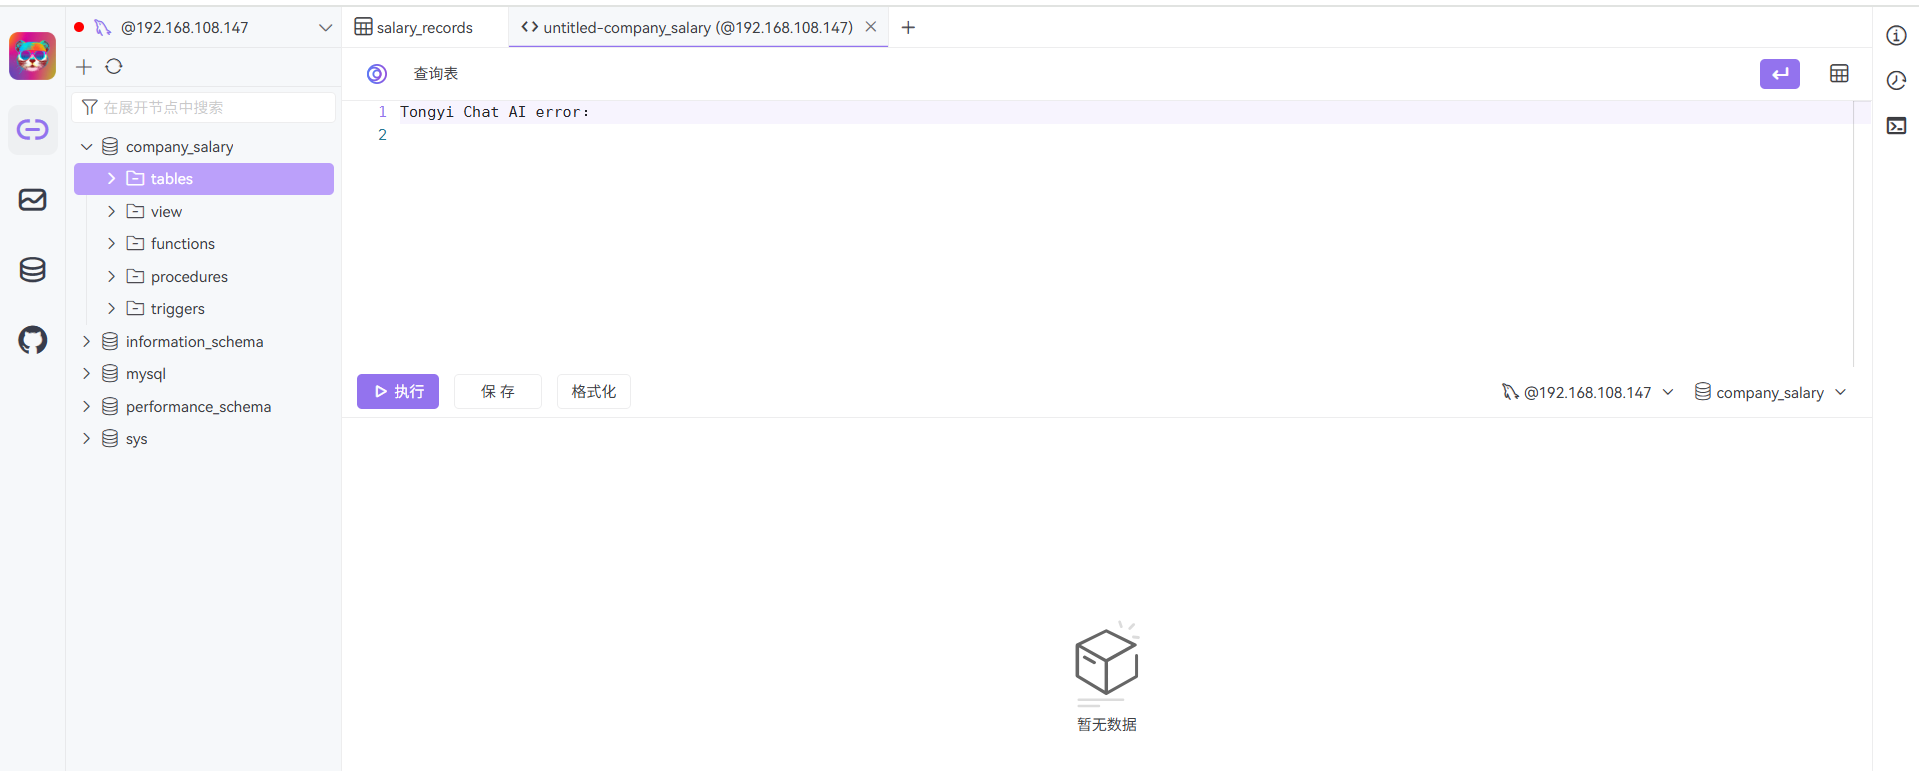 @192.168.108.147
salary_records
untitled-company_salary (@192.168.108.147)
查询表
在展开节点中搜索
1 Tongyi Chat AI error:
2
company_salary
tables
view
functions
procedures
triggers
information_schema
mysql
performance_schema
sys
执行
保 存
格式化
@192.168.108.147
company_salary
暂无数据